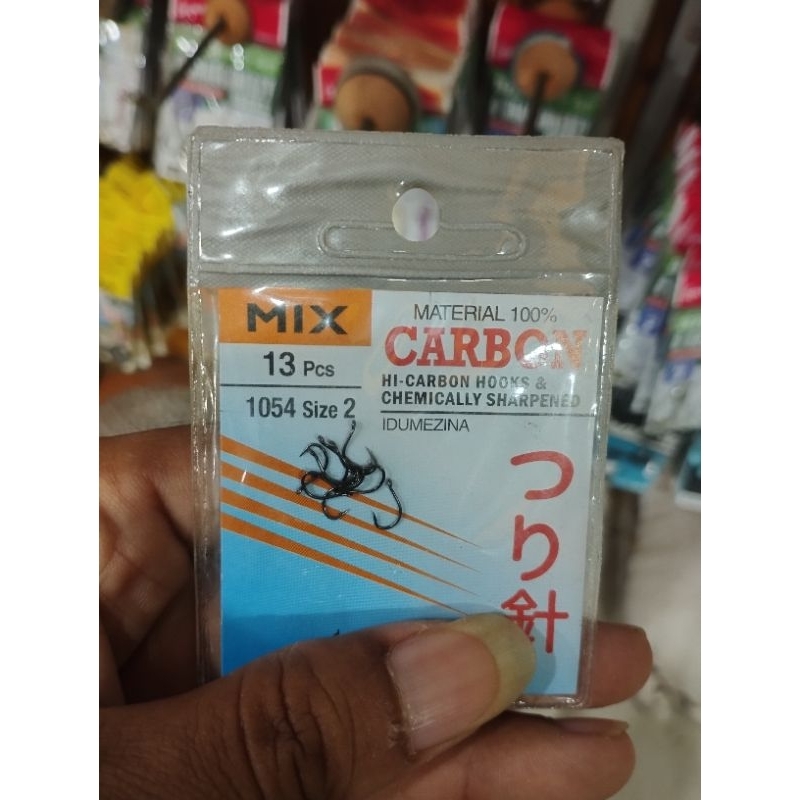 MIX
13 Pcs
1054 Size 2
MATERIAL 100%
CARBON
HI-CARBON HOOKS &
CHEMICALLY SHARPENED
IDUMEZINA
つり針